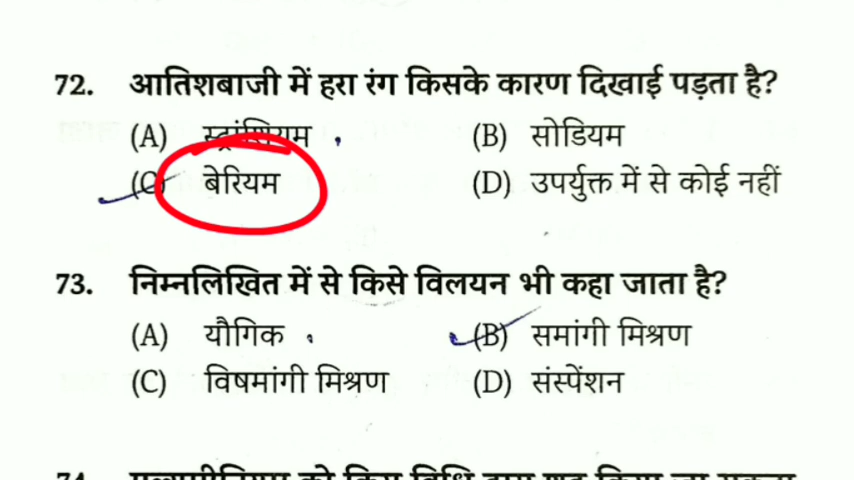 72. आतिशबाजी में हरा रंग किसके कारण दिखाई पड़ता है?
(A) स्ट्रांशियम (B) सोडियम
(C) बेरियम (D) उपर्युक्त में से कोई नहीं
73. निम्नलिखित में से किसे विलयन भी कहा जाता है?
(A) यौगिक (B) समांगी मिश्रण
(C) विषमांगी मिश्रण (D) संस्पेंशन